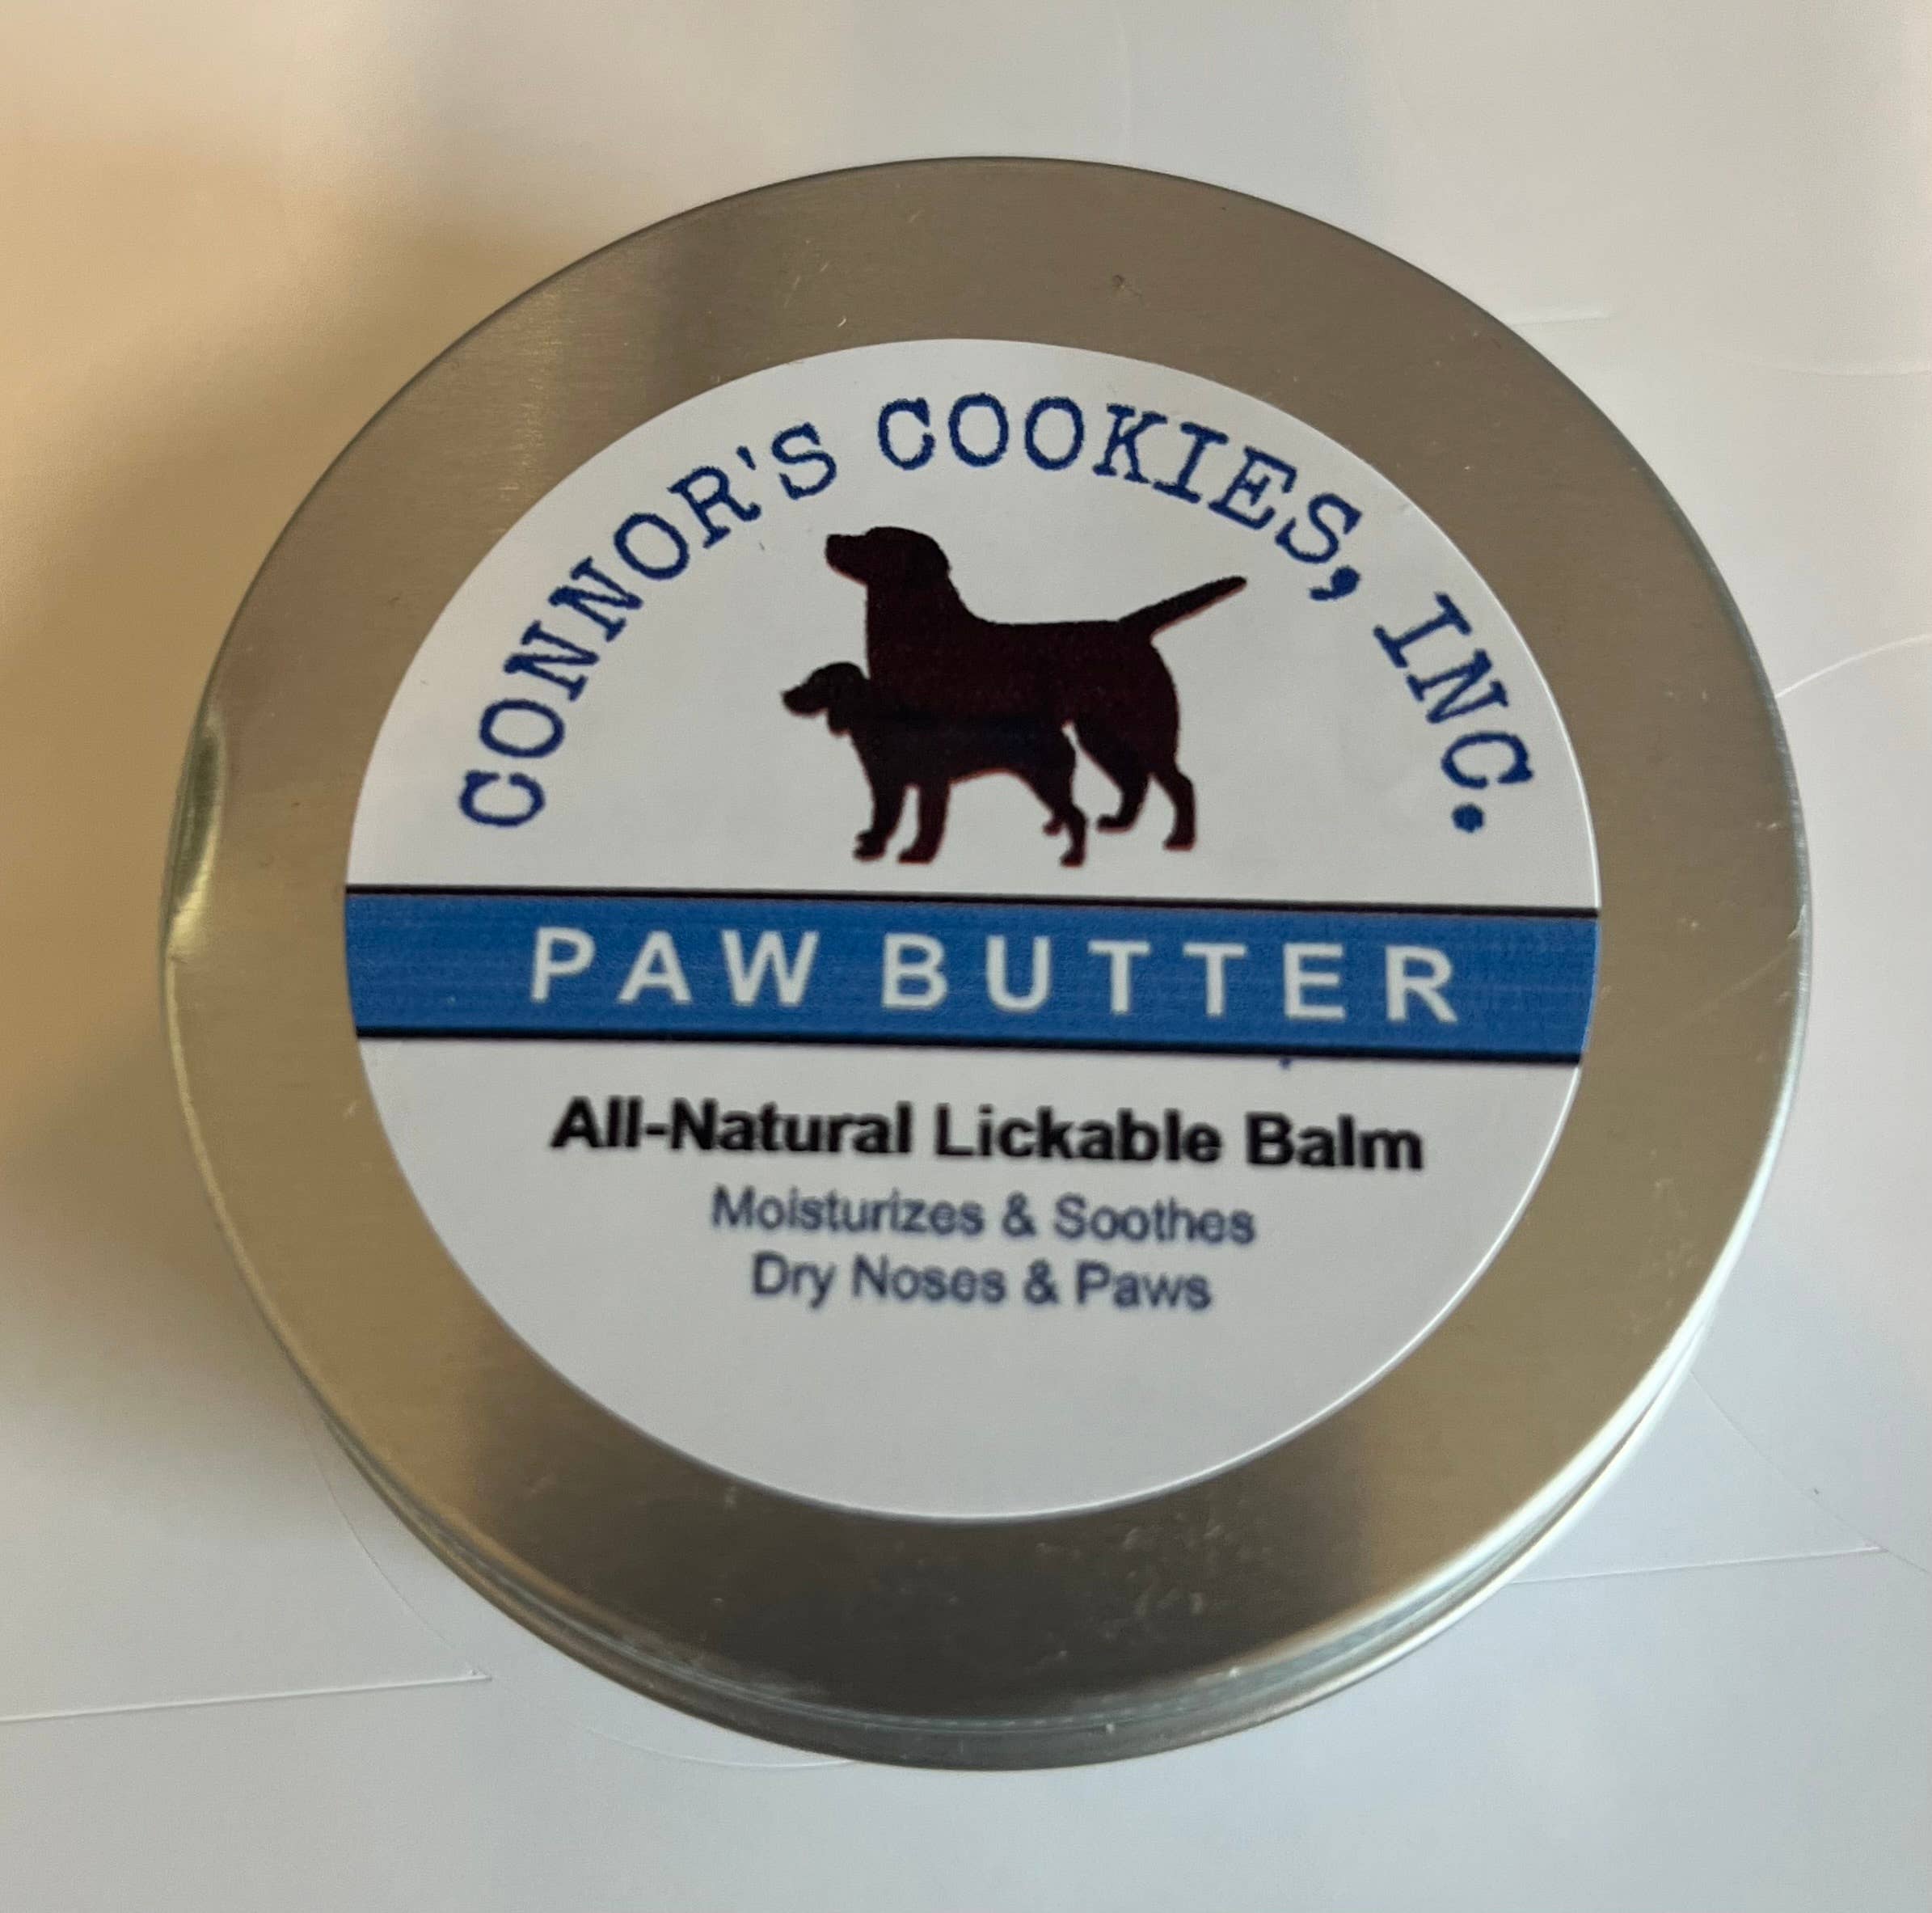 CONNOR'S COOKIES, INC.
PAW BUTTER
All-Natural Lickable Balm
Moisturizes & Soothes
Dry Noses & Paws